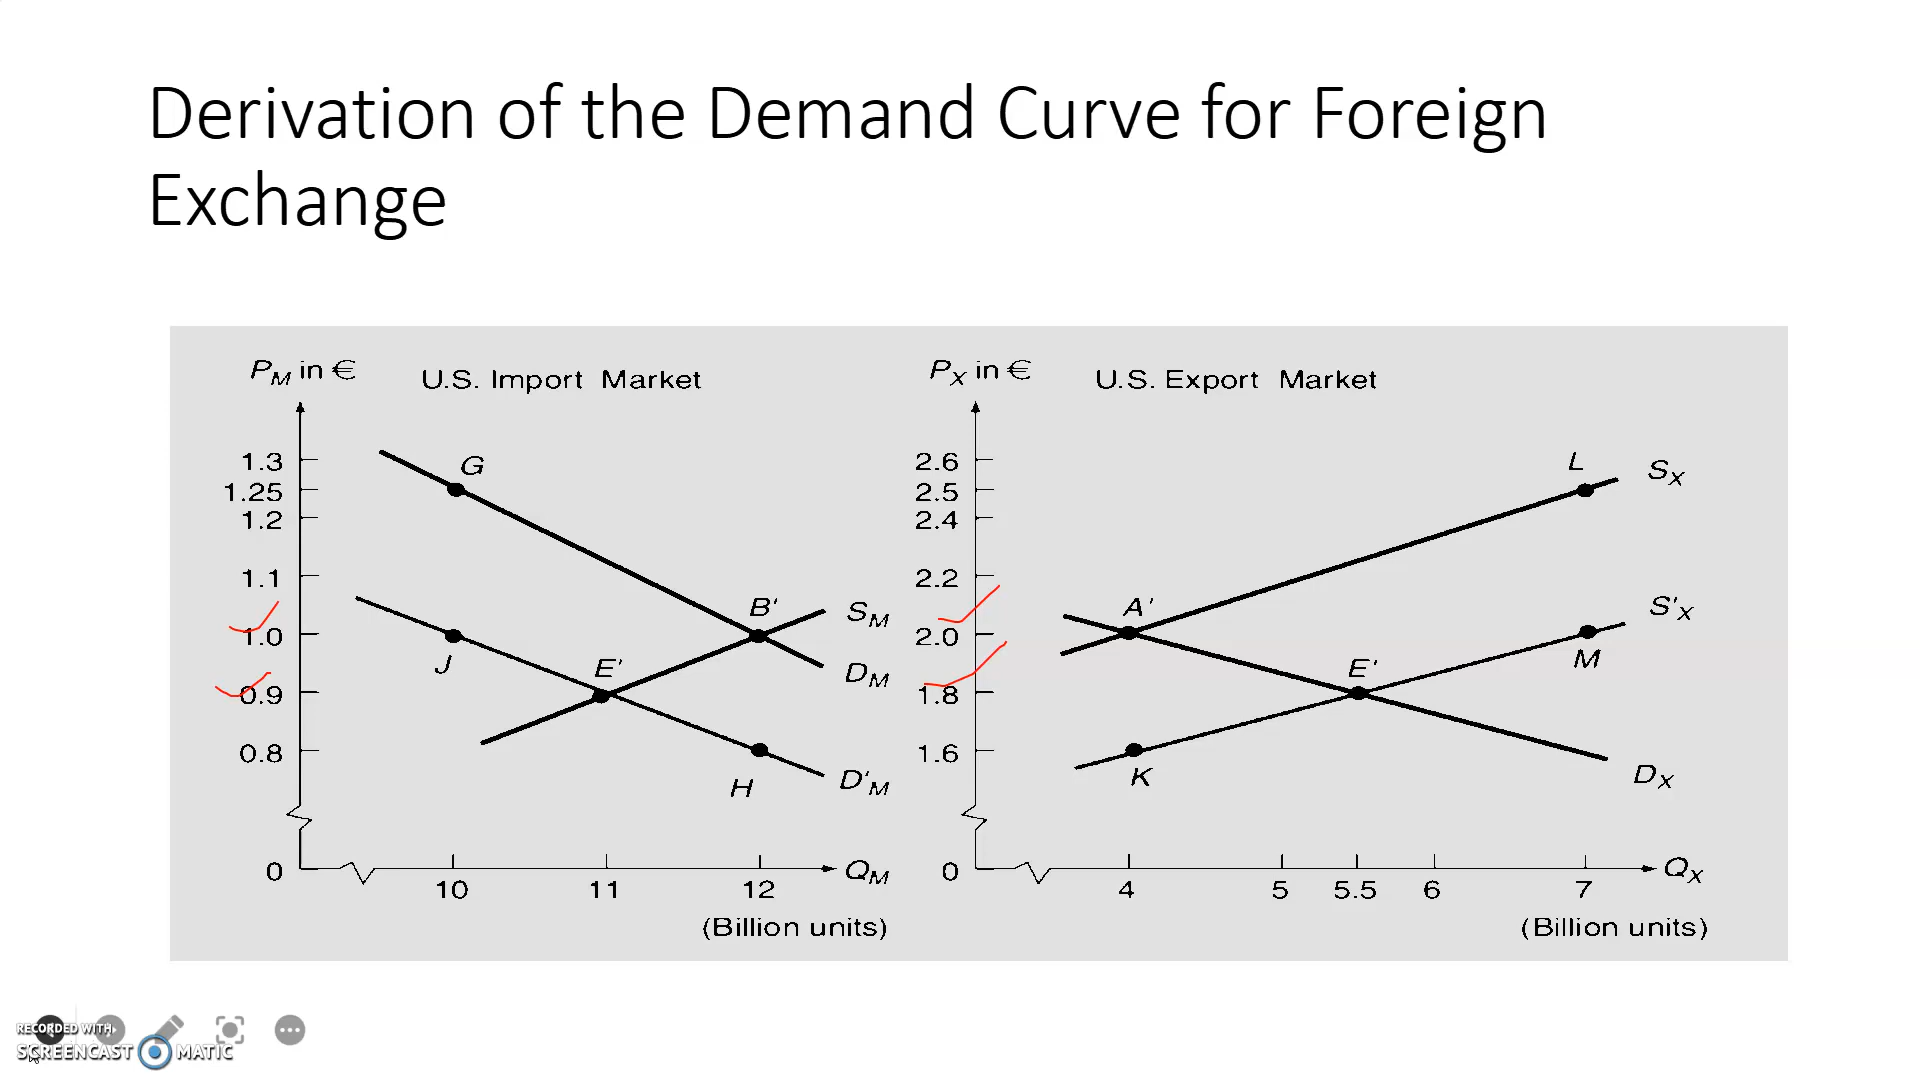 Derivation of the Demand Curve for Foreign
Exchange
P_M in €
U.S. Import Market
1.3
1.25
1.2
1.1
1.0
0.9
0.8
0
G
B'
S_M
J
E'
D_M
H
D'_M
10
11
12
Q_M
(Billion units)
P_X in €
U.S. Export Market
2.6
2.5
2.4
2.2
2.0
1.8
1.6
0
L
S_X
A'
S'_X
M
E'
K
D_X
4
5
5.5
6
7
Q_X
(Billion units)
RECORDED WITH
SCREENCAST MATIC